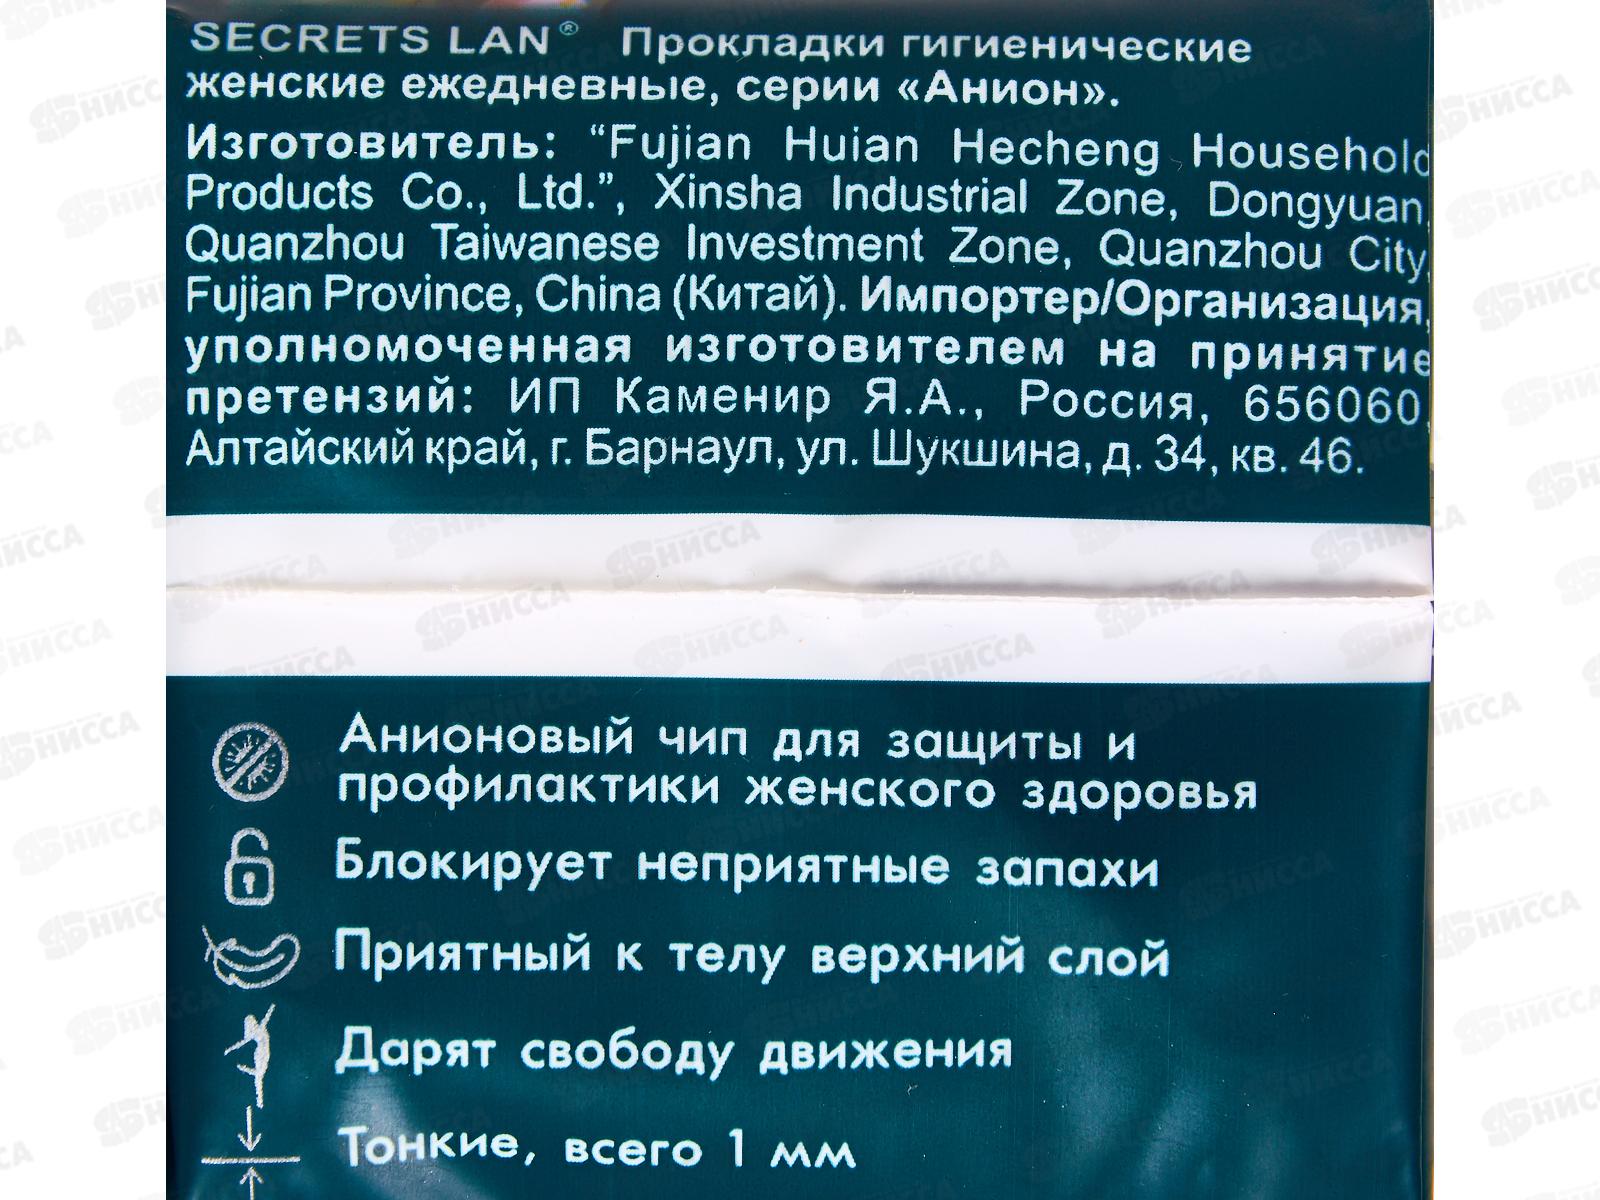 SECRETS LAN® Прокладки гигиенические
женские ежедневные, серии «Анион».
Изготовитель: “Fujian Huian Hecheng Household
Products Co., Ltd.”, Xinsha Industrial Zone, Dongyuan,
Quanzhou Taiwanese Investment Zone, Quanzhou City,
Fujian Province, China (Китай). Импортер/Организация,
уполномоченная изготовителем на принятие
претензий: ИП Каменир Я.А., Россия, 656060,
Алтайский край, г. Барнаул, ул. Шукшина, д. 34, кв. 46.
Анионовый чип для защиты и
профилактики женского здоровья
Блокирует неприятные запахи
Приятный к телу верхний слой
Дарят свободу движения
Тонкие, всего 1 мм
НИССА